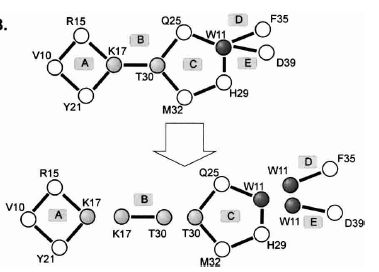 B.
R15
B
Q25
D
F35
V10
A
K17
W11
T30
C
E
D39
Y21
M32
H29
R15
Q25
W11
D
F35
V10
A
K17
B
W11
K17
T30
T30
C
W11
E
D39
Y21
H29
M32